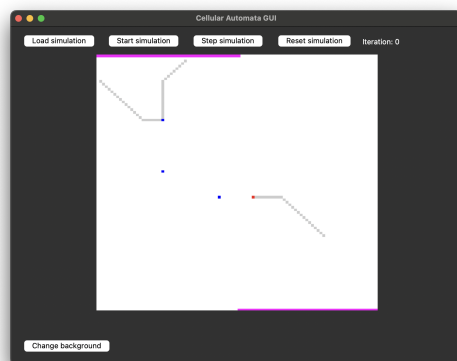 Cellular Automata GUI
Load simulation Start simulation Step simulation Reset simulation Iteration: 0
Change background